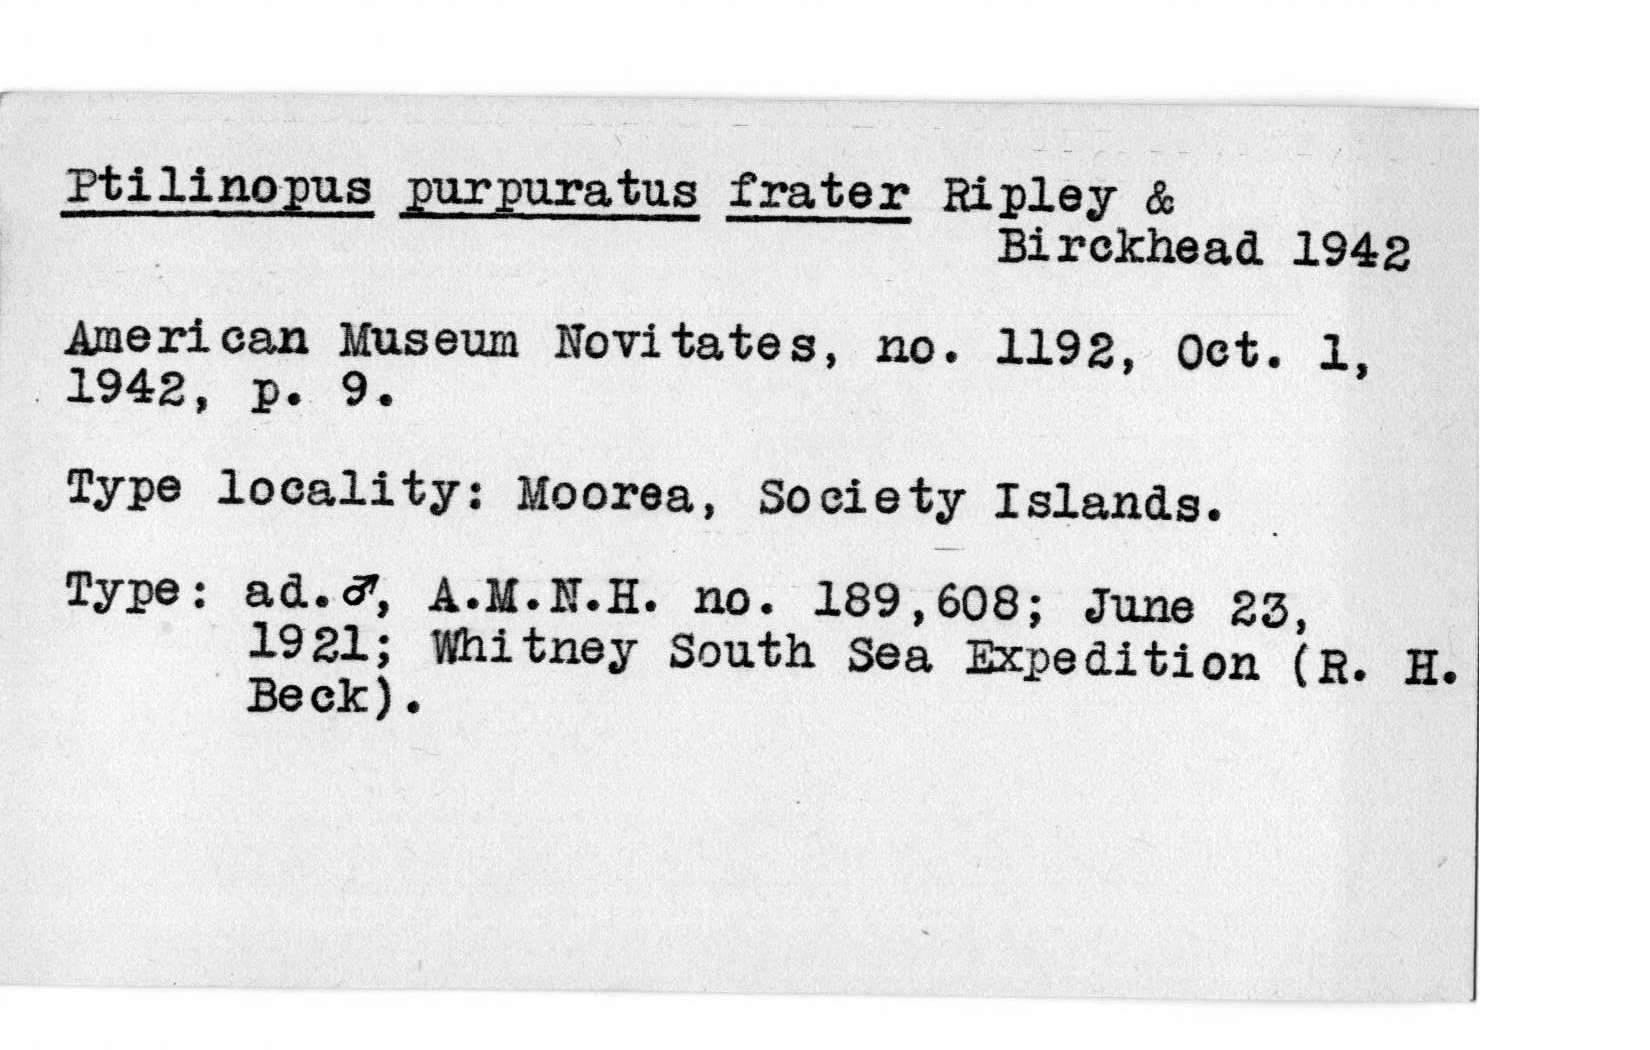 Ptilinopus purpuratus frater Ripley &
Birckhead 1942
American Museum Novitates, no. 1192, Oct. 1,
1942, p. 9.
Type locality: Moorea, Society Islands.
Type: ad.♂, A.M.N.H. no. 189,608; June 23,
1921; Whitney South Sea Expedition (R. H.
Beck).